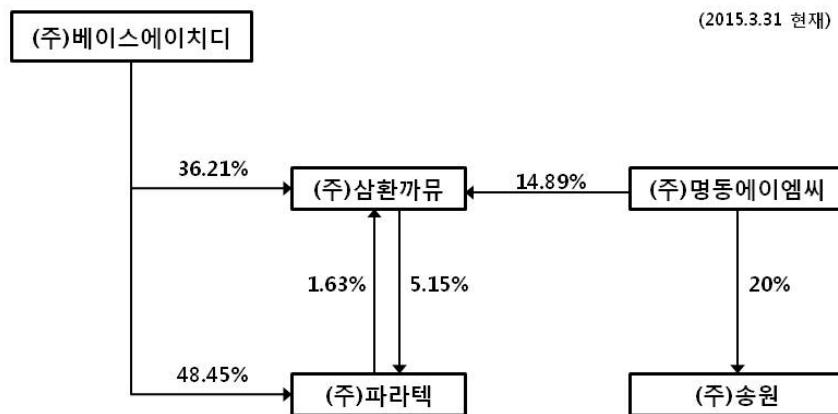 (2015.3.31 현재)
(주)베이스에이치디
36.21%
(주)삼환까뮤
14.89%
(주)명동에이엠씨
1.63%
5.15%
20%
48.45%
(주)파라텍
(주)송원